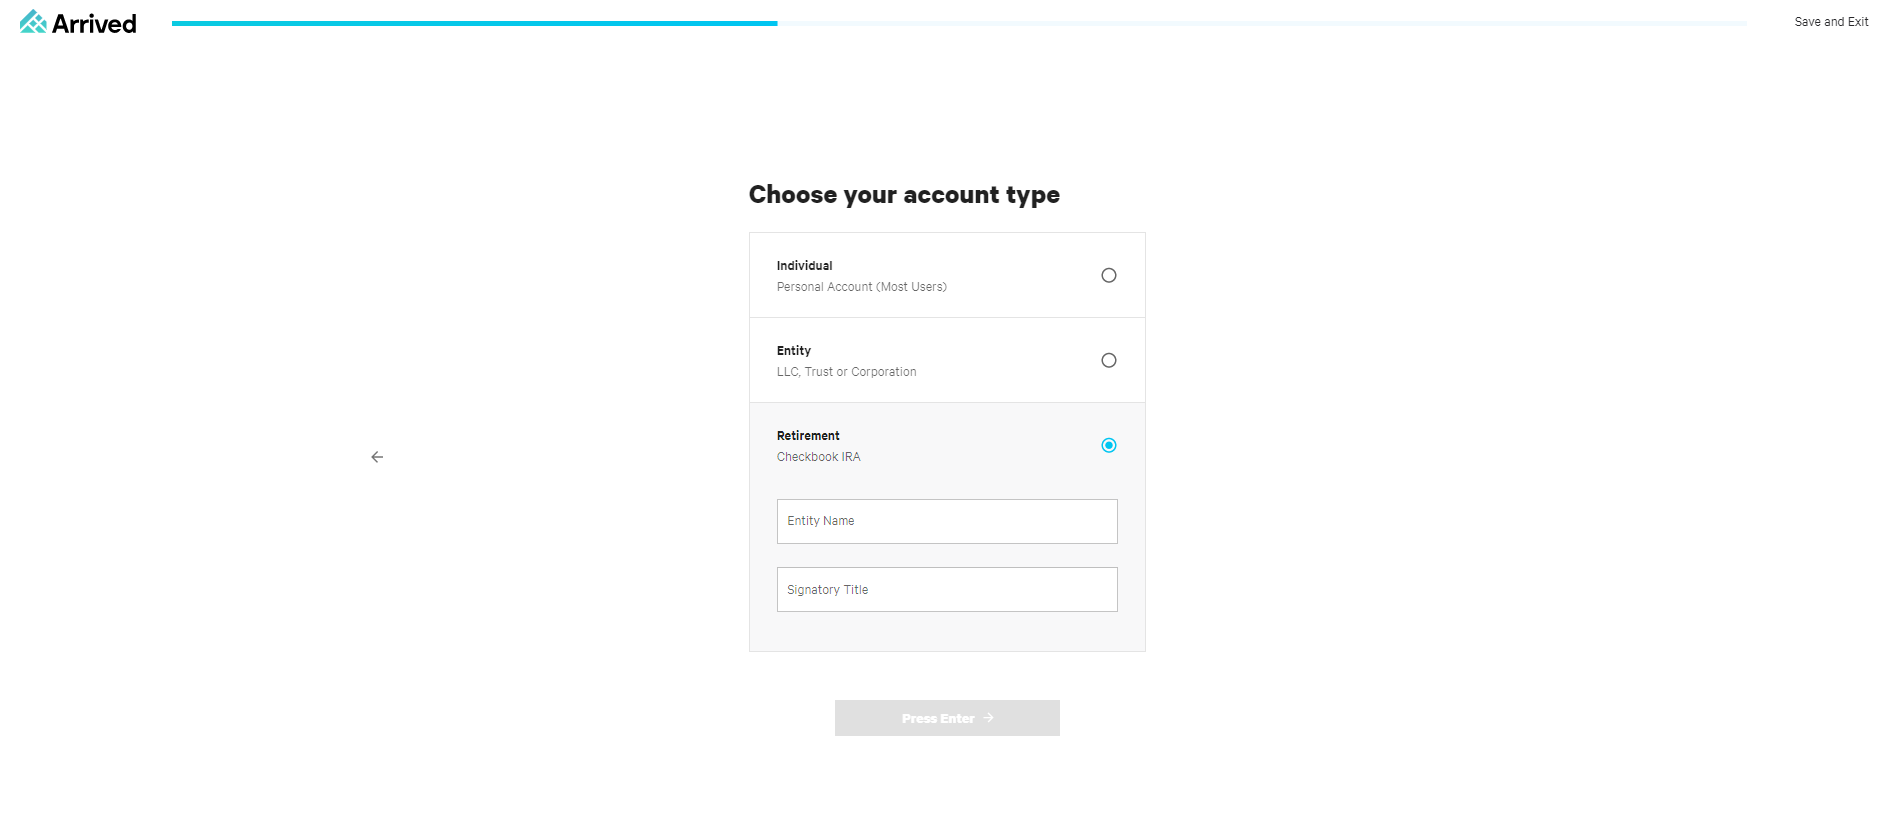 Arrived
Save and Exit
Choose your account type
Individual
Personal Account (Most Users)
Entity
LLC, Trust or Corporation
Retirement
Checkbook IRA
Entity Name
Signatory Title
Press Enter →